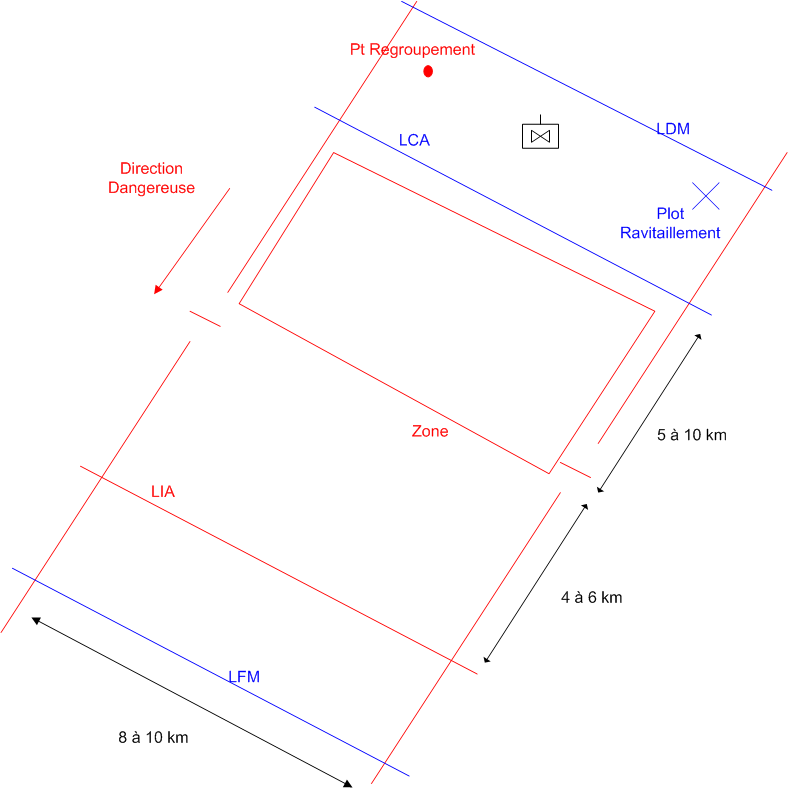 Pt Regroupement
LDM
LCA
Direction
Dangereuse
Plot
Ravitaillement
Zone
5 à 10 km
LIA
4 à 6 km
LFM
8 à 10 km